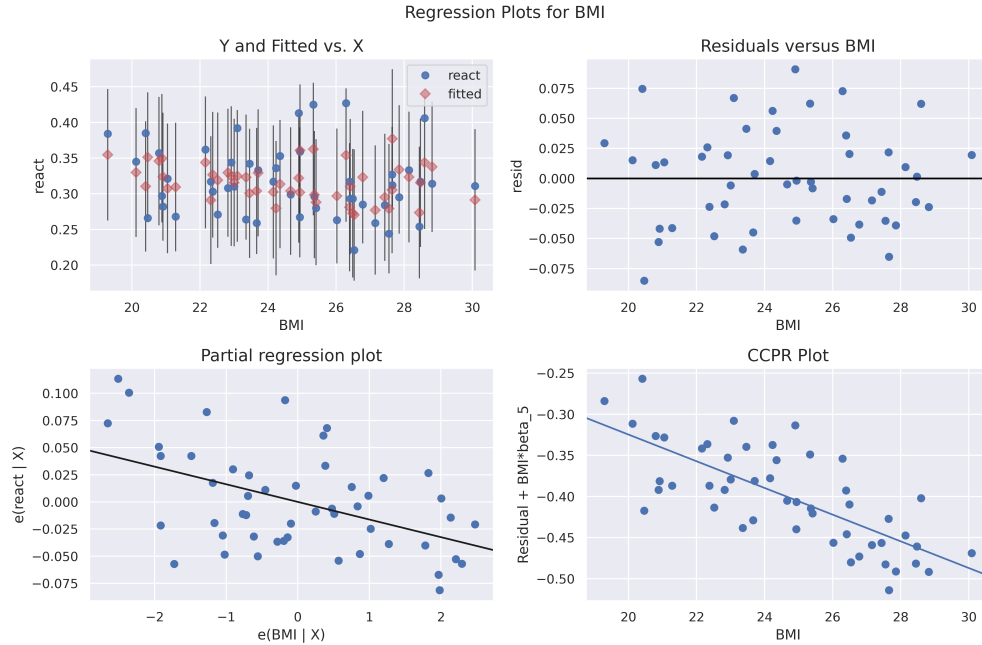 Regression Plots for BMI
Y and Fitted vs. X
react
fitted
react
0.45
0.40
0.35
0.30
0.25
0.20
20 22 24 26 28 30
BMI
Residuals versus BMI
resid
0.075
0.050
0.025
0.000
−0.025
−0.050
−0.075
20 22 24 26 28 30
BMI
Partial regression plot
e(react | X)
0.100
0.075
0.050
0.025
0.000
−0.025
−0.050
−0.075
−2 −1 0 1 2
e(BMI | X)
CCPR Plot
Residual + BMI*beta_5
−0.25
−0.30
−0.35
−0.40
−0.45
−0.50
20 22 24 26 28 30
BMI